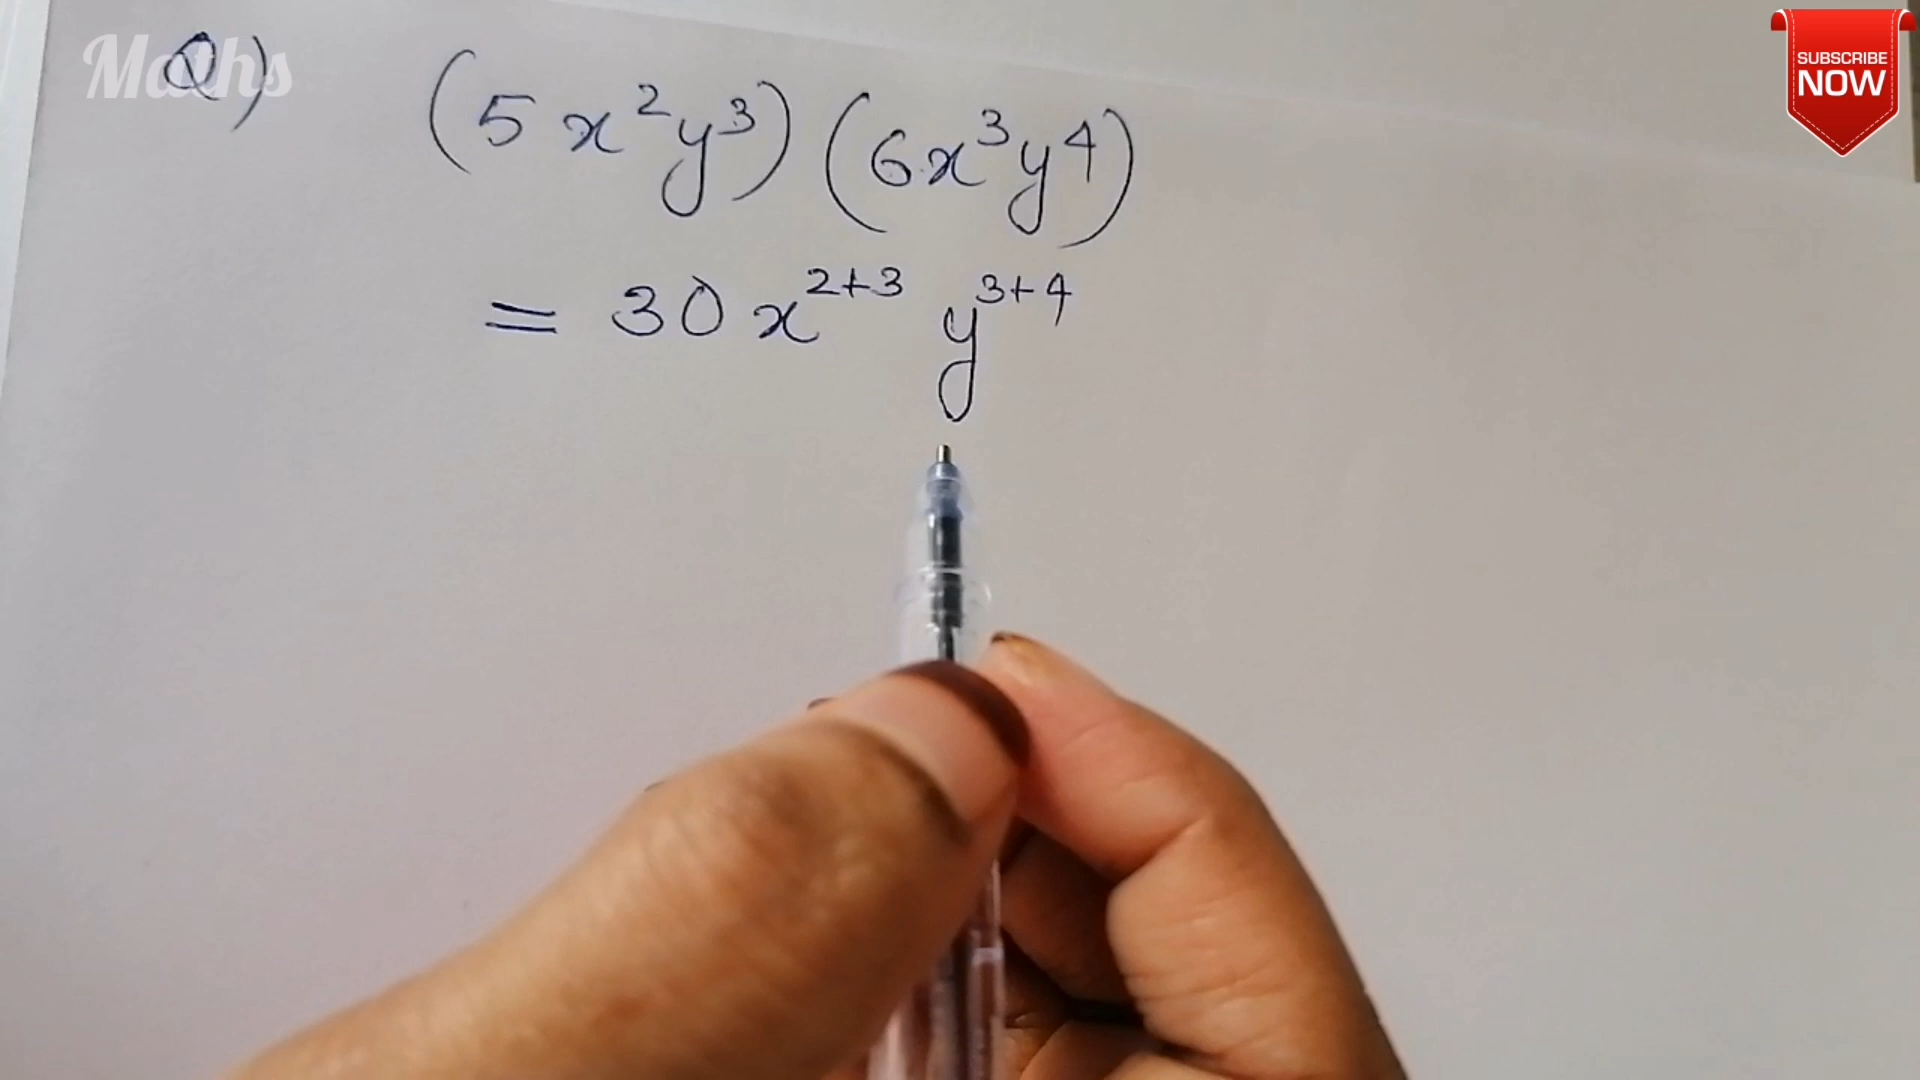 Maths
Q)
SUBSCRIBE
NOW
(5x²y³)(6x³y⁴)
= 30x²⁺³ y³⁺⁴